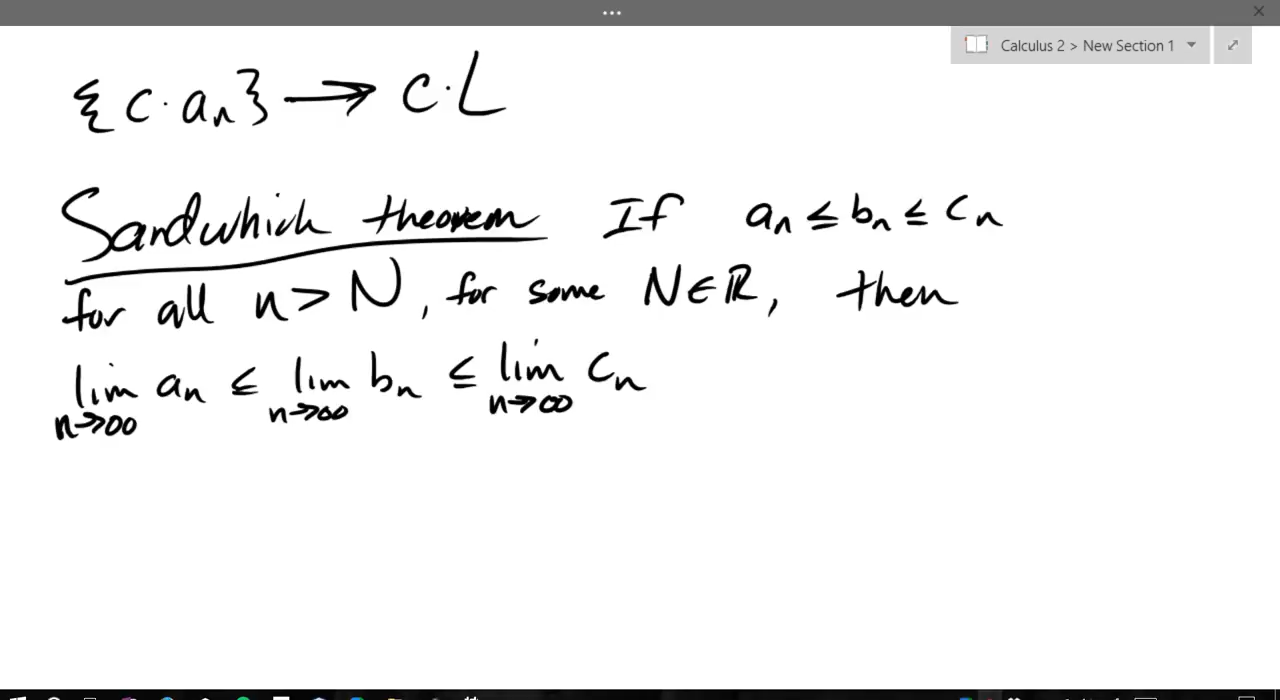 ...
Calculus 2 > New Section 1
{c·aₙ} → c·L
Sandwhich theorem If aₙ ≤ bₙ ≤ cₙ
for all n > N, for some N∈ℝ, then
lim aₙ ≤ lim bₙ ≤ lim cₙ
n→∞ n→∞ n→∞